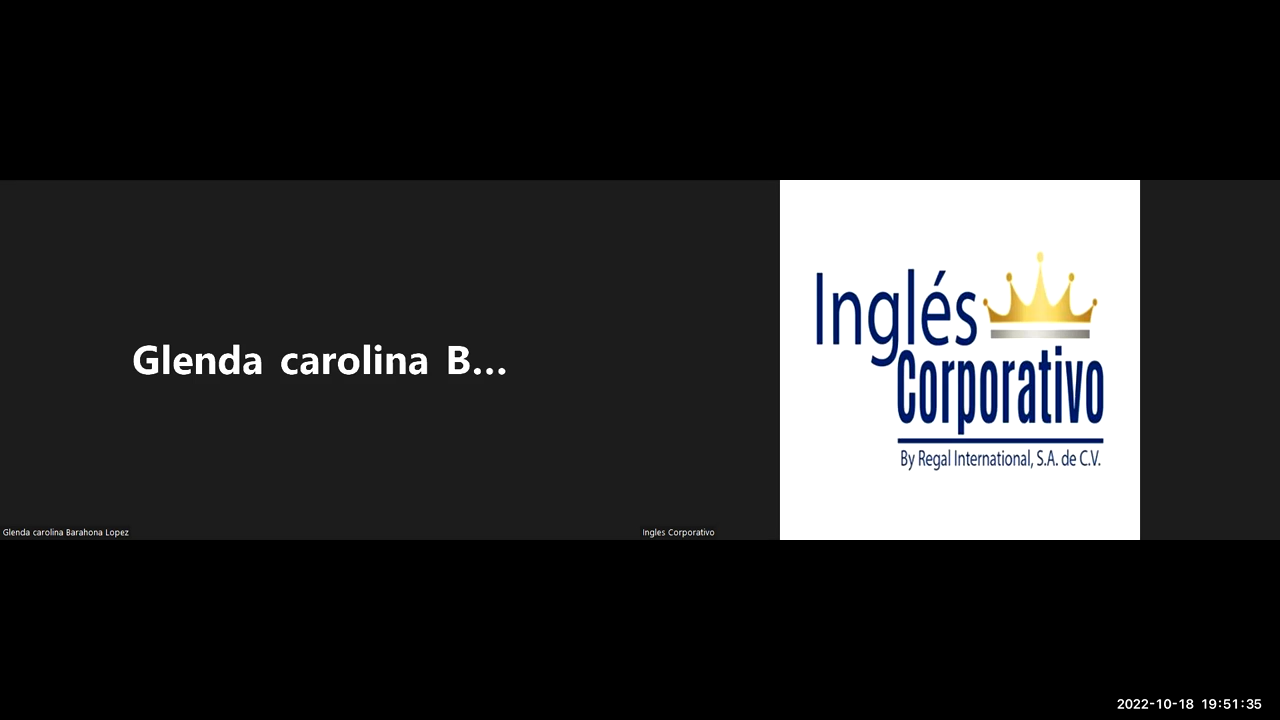 Glenda carolina B...
Glenda carolina Barahona Lopez
Inglés
Corporativo
By Regal International, S.A. de C.V.
Ingles Corporativo
2022-10-18 19:51:35